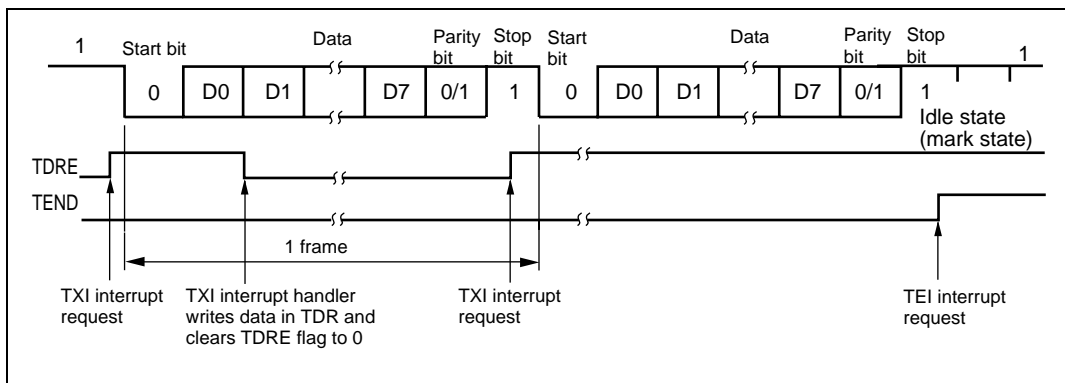 1
Start bit
Data
Parity bit
Stop bit
Start bit
Data
Parity bit
Stop bit
1
0
D0
D1
D7
0/1
1
0
D0
D1
D7
0/1
1
Idle state
(mark state)
TDRE
TEND
1 frame
TXI interrupt
request
TXI interrupt handler
writes data in TDR and
clears TDRE flag to 0
TXI interrupt
request
TEI interrupt
request